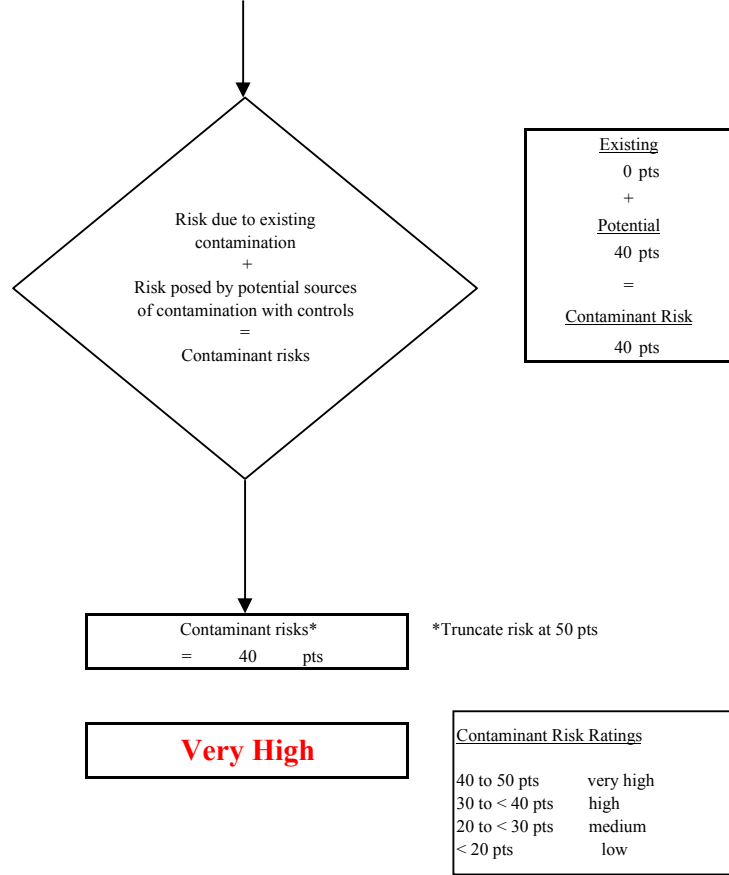 Risk due to existing
contamination
+
Risk posed by potential sources
of contamination with controls
=
Contaminant risks
Existing
0 pts
+
Potential
40 pts
=
Contaminant Risk
40 pts
Contaminant risks*
= 40 pts
*Truncate risk at 50 pts
Very High
Contaminant Risk Ratings
40 to 50 pts very high
30 to < 40 pts high
20 to < 30 pts medium
< 20 pts low